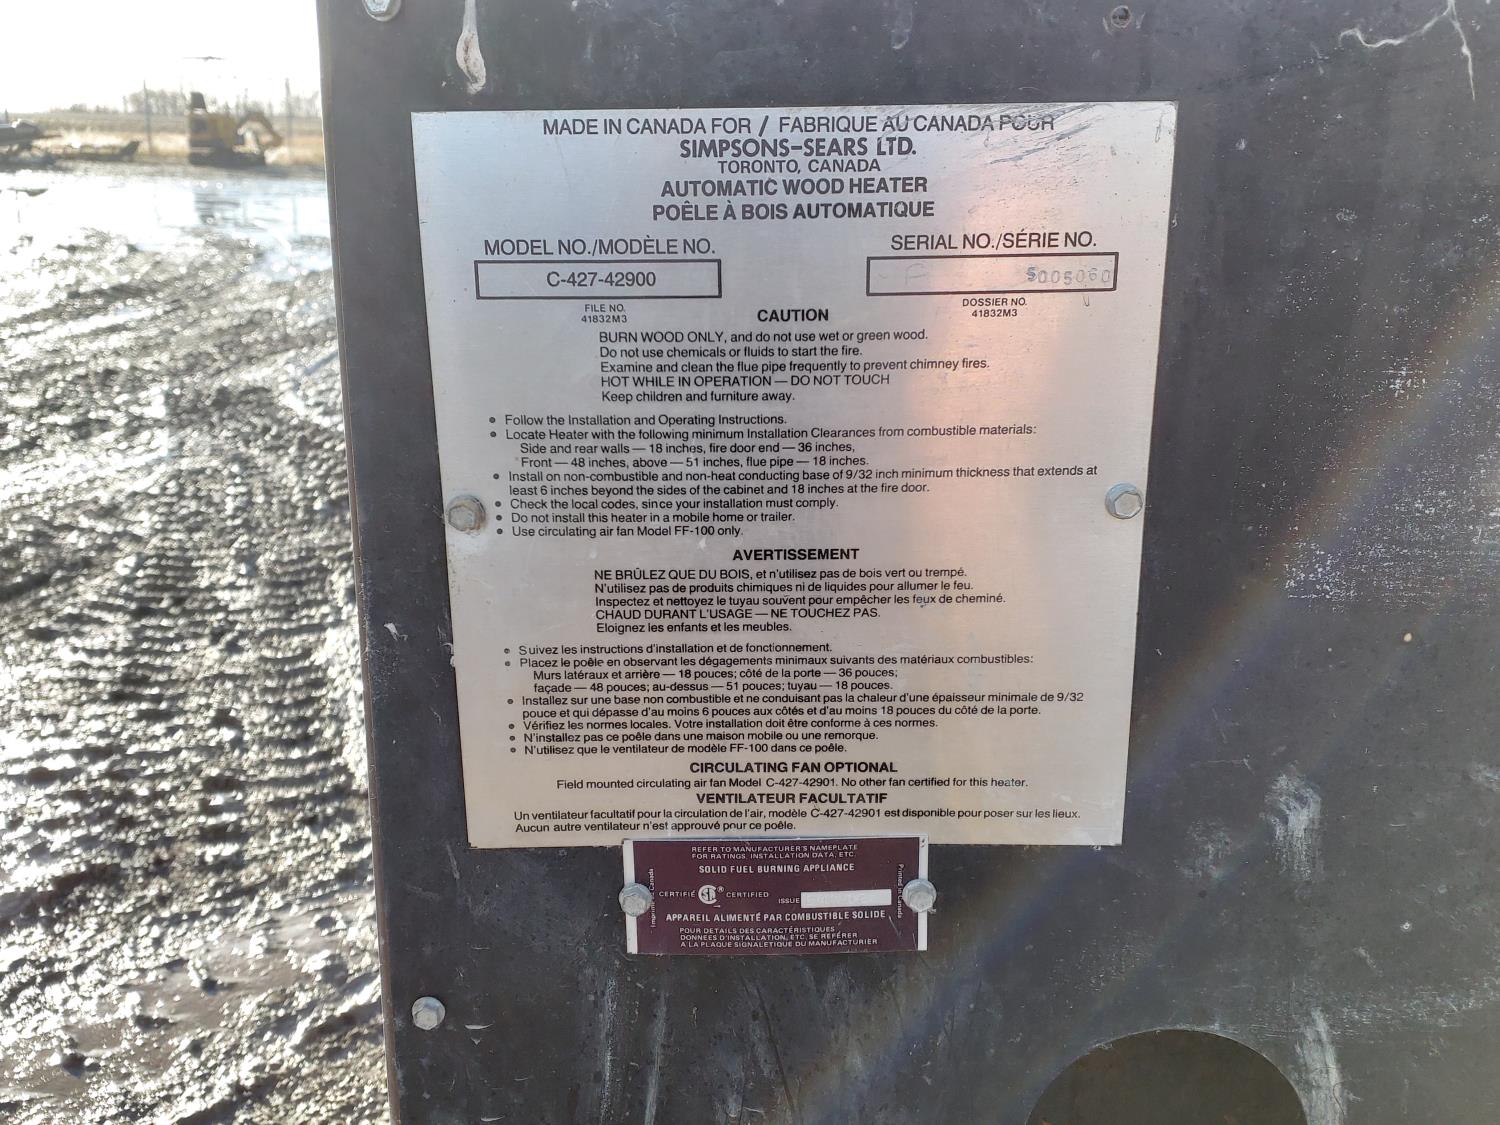 MADE IN CANADA FOR / FABRIQUE AU CANADA POUR
SIMPSONS-SEARS LTD.
TORONTO, CANADA
AUTOMATIC WOOD HEATER
POÊLE À BOIS AUTOMATIQUE
MODEL NO./MODÈLE NO.
C-427-42900
FILE NO.
41832M3
SERIAL NO./SÉRIE NO.
F S005060
DOSSIER NO.
41832M3
CAUTION
BURN WOOD ONLY, and do not use wet or green wood.
Do not use chemicals or fluids to start the fire.
Examine and clean the flue pipe frequently to prevent chimney fires.
HOT WHILE IN OPERATION — DO NOT TOUCH
Keep children and furniture away.
• Follow the Installation and Operating Instructions.
• Locate Heater with the following minimum Installation Clearances from combustible materials:
Side and rear walls — 18 inches, fire door end — 36 inches,
Front — 48 inches, above — 51 inches, flue pipe — 18 inches.
• Install on non-combustible and non-heat conducting base of 9/32 inch minimum thickness that extends at
least 6 inches beyond the sides of the cabinet and 18 inches at the fire door.
• Check the local codes, since your installation must comply.
• Do not install this heater in a mobile home or trailer.
• Use circulating air fan Model FF-100 only.
AVERTISSEMENT
NE BRÛLEZ QUE DU BOIS, et n'utilisez pas de bois vert ou trempé.
N'utilisez pas de produits chimiques ni de liquides pour allumer le feu.
Inspectez et nettoyez le tuyau souvent pour empêcher les feux de cheminé.
CHAUD DURANT L'USAGE — NE TOUCHEZ PAS.
Eloignez les enfants et les meubles.
• Suivez les instructions d'installation et de fonctionnement.
• Placez le poêle en observant les dégagements minimaux suivants des matériaux combustibles:
Murs latéraux et arrière — 18 pouces; côté de la porte — 36 pouces;
façade — 48 pouces; au-dessus — 51 pouces; tuyau — 18 pouces.
• Installez sur une base non combustible et ne conduisant pas la chaleur d'une épaisseur minimale de 9/32
pouce et qui dépasse d'au moins 6 pouces aux côtés et d'au moins 18 pouces du côté de la porte.
• Vérifiez les normes locales. Votre installation doit être conforme à ces normes.
• N'installez pas ce poêle dans une maison mobile ou une remorque.
• N'utilisez que le ventilateur de modèle FF-100 dans ce poêle.
CIRCULATING FAN OPTIONAL
Field mounted circulating air fan Model C-427-42901. No other fan certified for this heater.
VENTILATEUR FACULTATIF
Un ventilateur facultatif pour la circulation de l'air, modèle C-427-42901 est disponible pour poser sur les lieux.
Aucun autre ventilateur n'est approuvé pour ce poêle.
REFER TO MANUFACTURER'S NAMEPLATE
FOR RATINGS, INSTALLATION DATA, ETC.
SOLID FUEL BURNING APPLIANCE
CERTIFIÉ ® CERTIFIED ISSUE
APPAREIL ALIMENTÉ PAR COMBUSTIBLE SOLIDE
POUR DETAILS DES CARACTÉRISTIQUES
DONNEES D'INSTALLATION, ETC. SE REFÉRER
A LA PLAQUE SIGNALETIQUE DU MANUFACTURIER
Canada
Printed in Canada